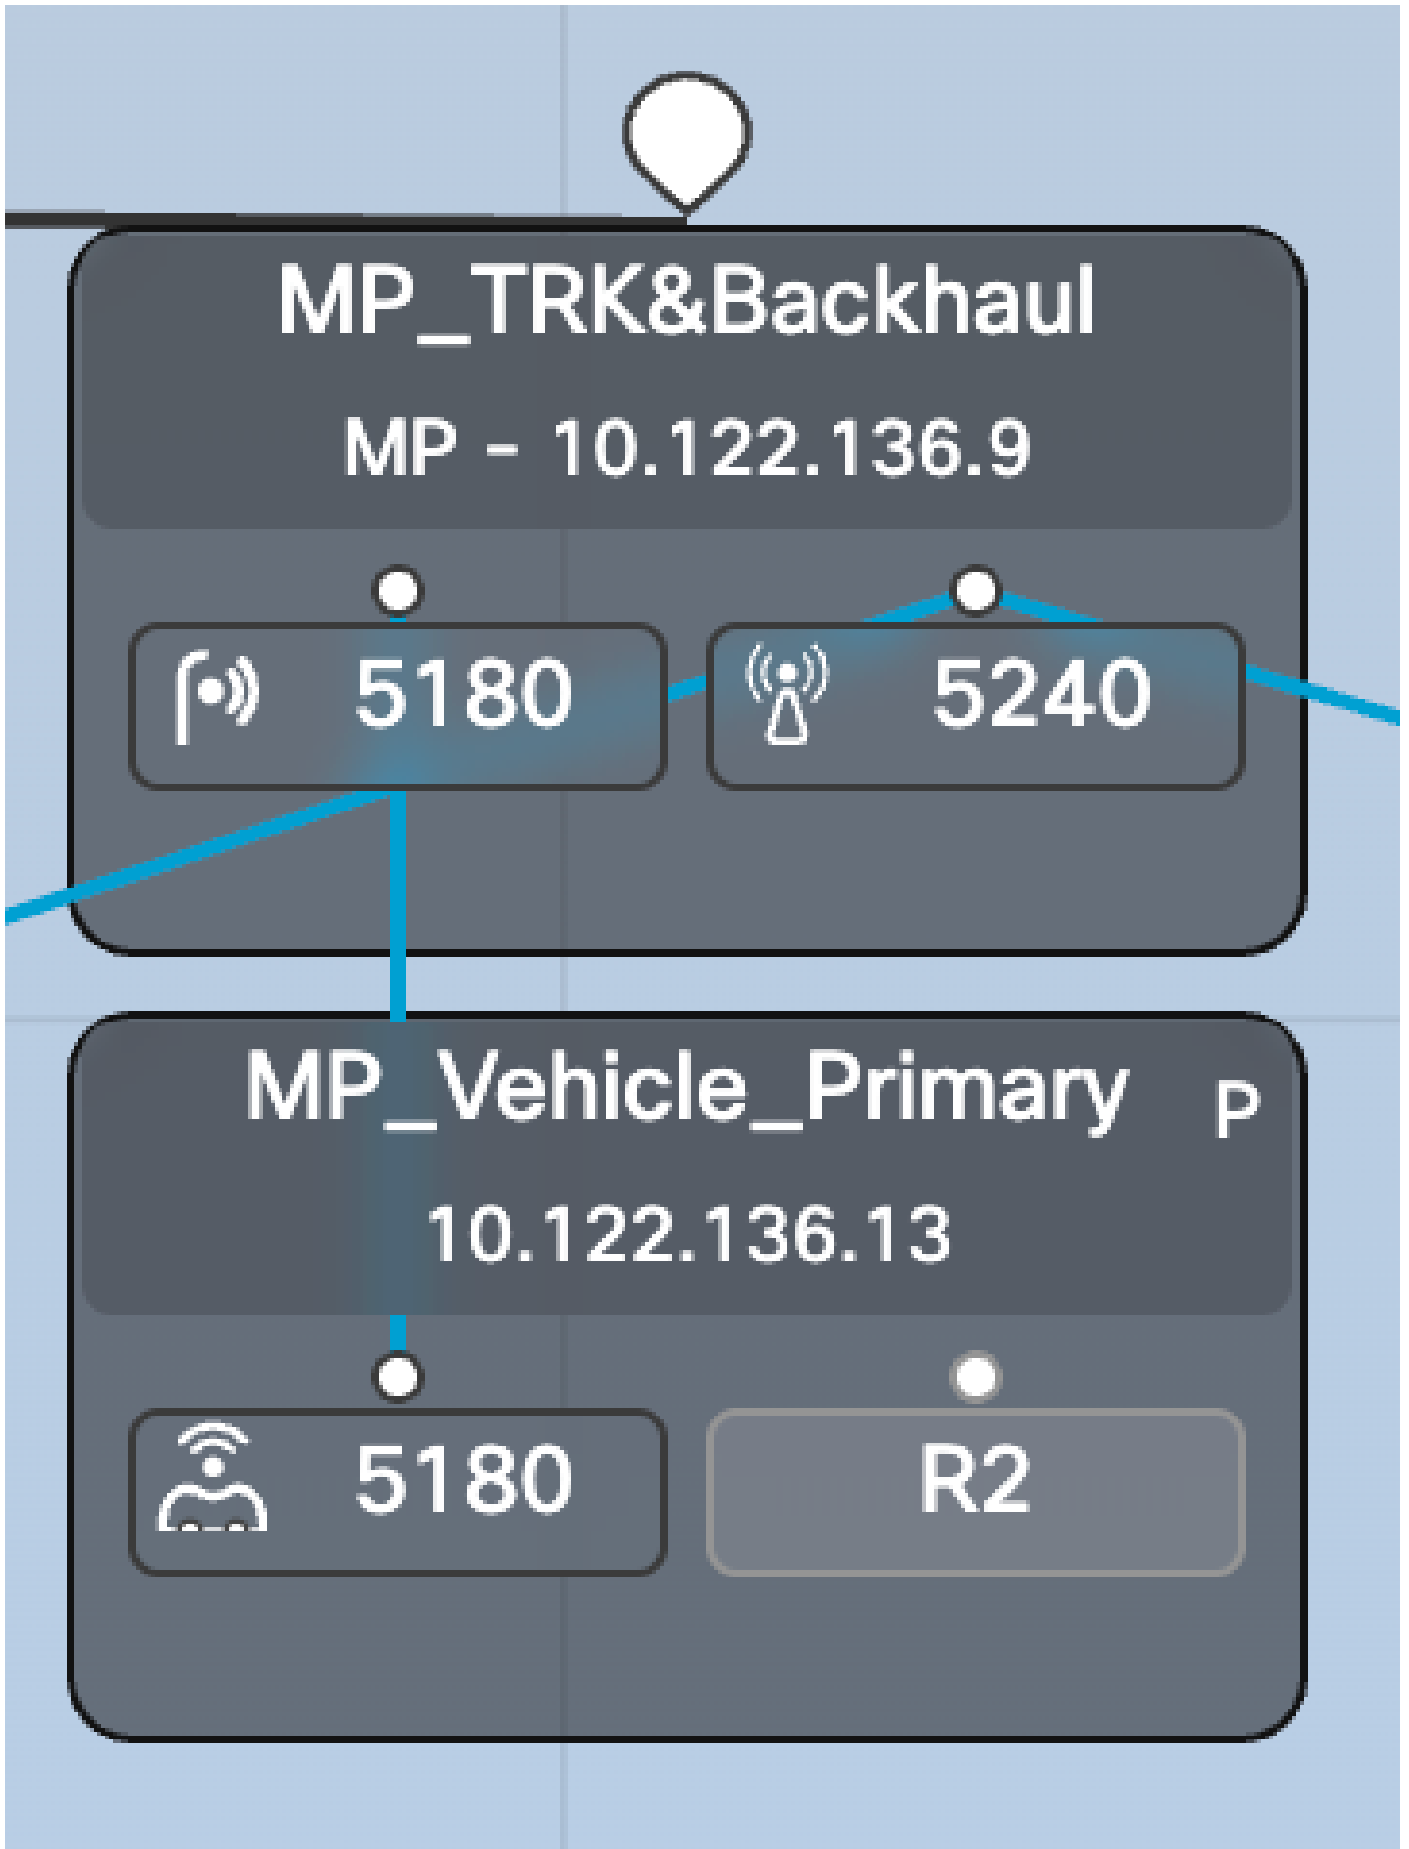 MP_TRK&Backhaul
MP - 10.122.136.9
5180 5240
MP_Vehicle_Primary P
10.122.136.13
5180 R2